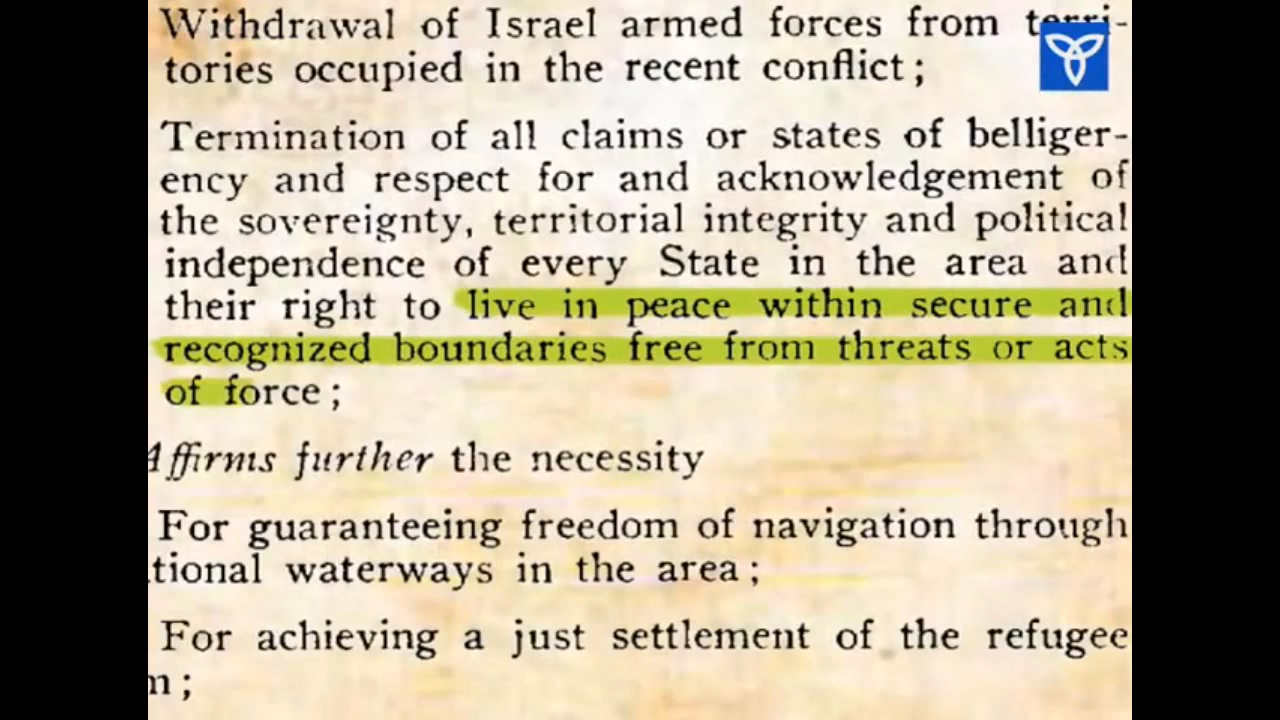 Withdrawal of Israel armed forces from terri-
tories occupied in the recent conflict;
Termination of all claims or states of belliger-
ency and respect for and acknowledgement of
the sovereignty, territorial integrity and political
independence of every State in the area and
their right to live in peace within secure and
recognized boundaries free from threats or acts
of force;
Affirms further the necessity
For guaranteeing freedom of navigation through
tional waterways in the area;
For achieving a just settlement of the refugee
m;